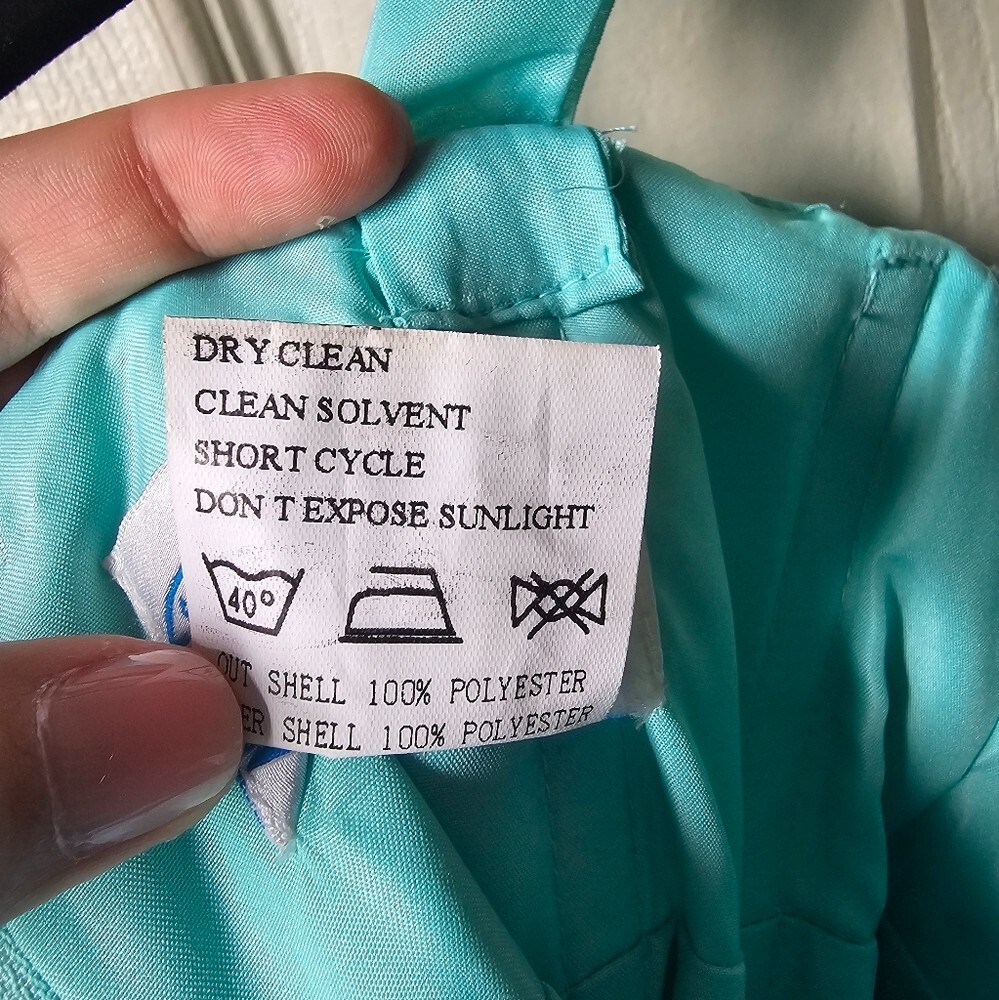 DRY CLEAN
CLEAN SOLVENT
SHORT CYCLE
DON T EXPOSE SUNLIGHT
40°
OUT SHELL 100% POLYESTER
SHELL 100% POLYESTER